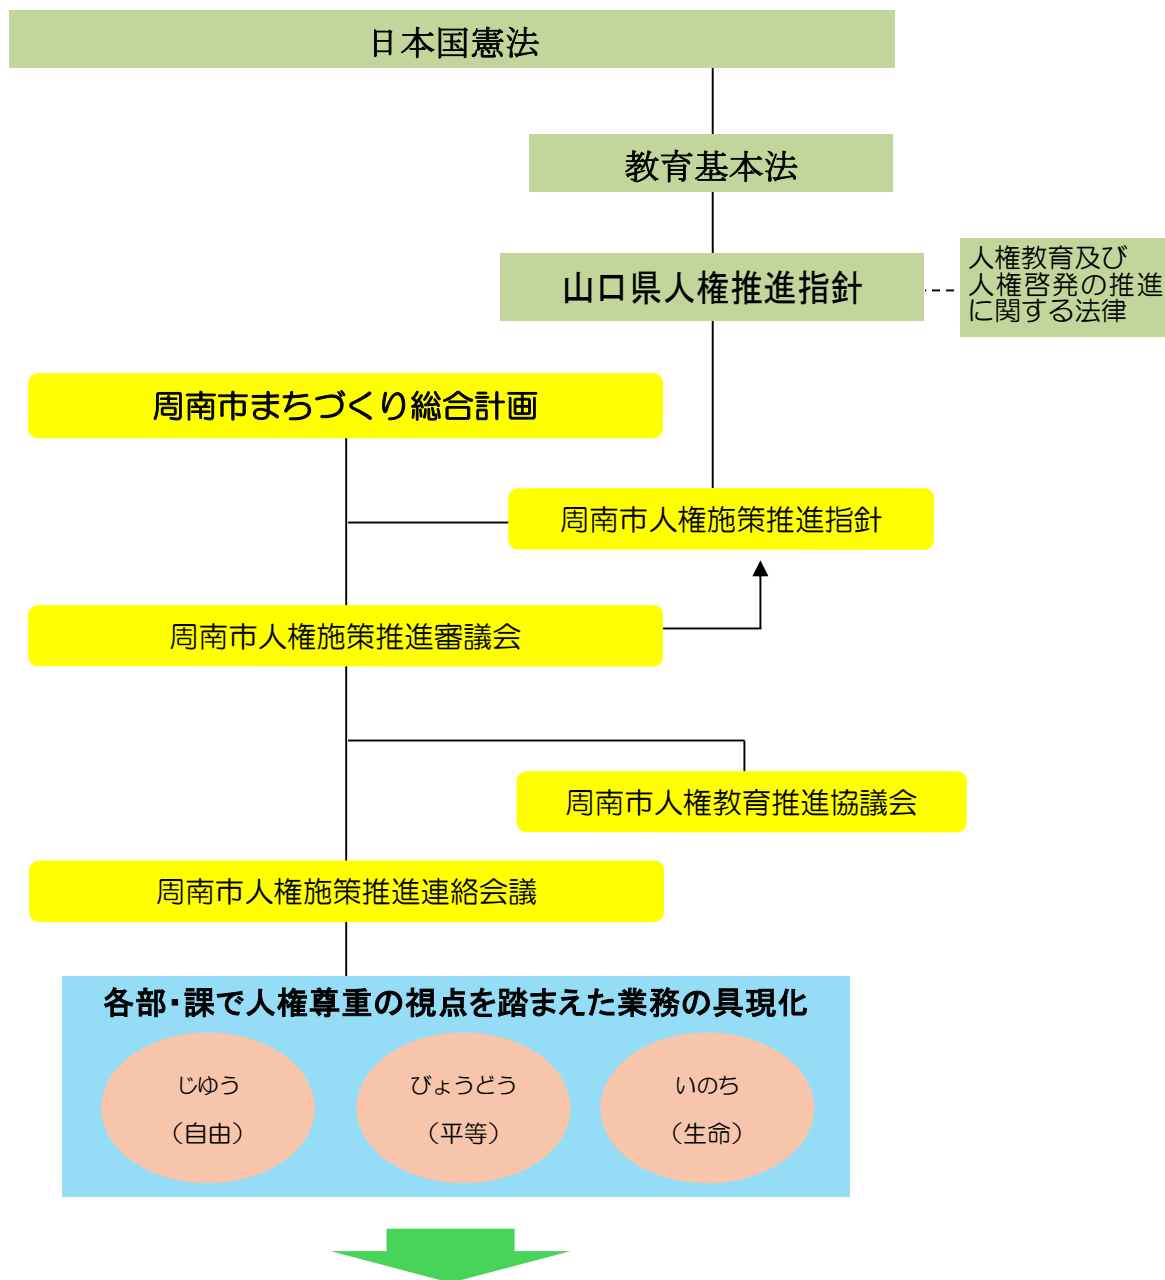 日本国憲法
教育基本法
山口県人権推進指針
人権教育及び
人権啓発の推進
に関する法律
周南市まちづくり総合計画
周南市人権施策推進指針
周南市人権施策推進審議会
周南市人権教育推進協議会
周南市人権施策推進連絡会議
各部・課で人権尊重の視点を踏まえた業務の具現化
じゆう
（自由）
びょうどう
（平等）
いのち
（生命）